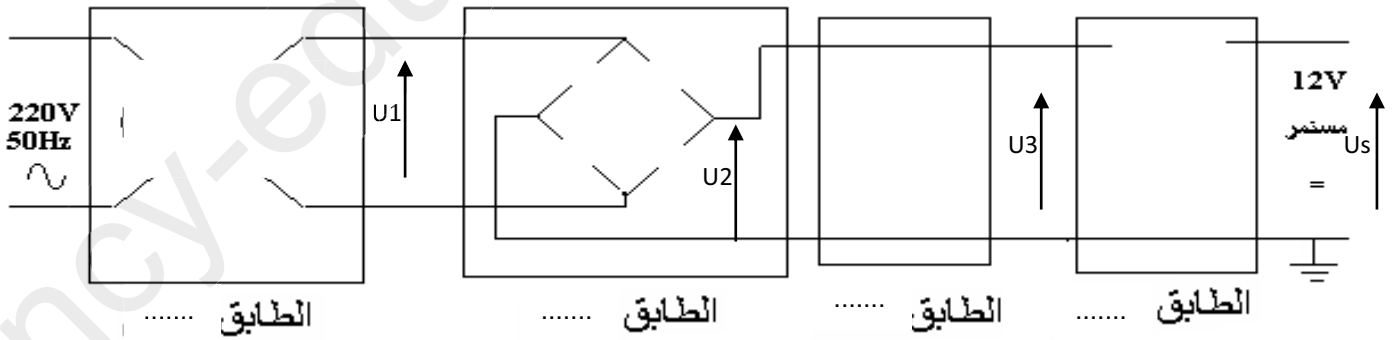 220V
50Hz
U1
U2
U3
12V
مستمر
=
Us
الطابق .......
الطابق .......
الطابق .......
الطابق .......